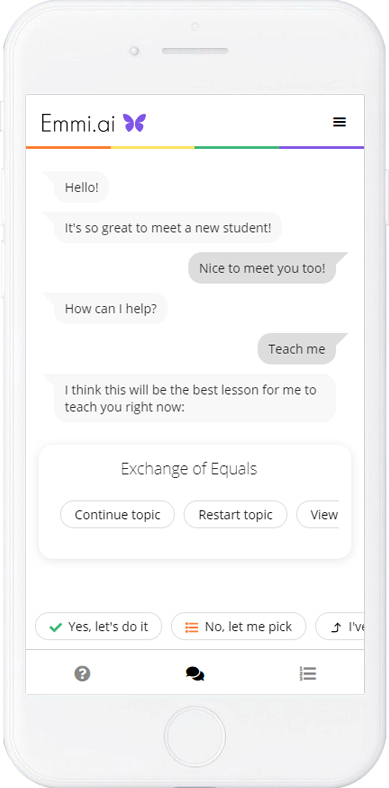 Emmi.ai
Hello!
It's so great to meet a new student!
Nice to meet you too!
How can I help?
Teach me
I think this will be the best lesson for me to
teach you right now:
Exchange of Equals
Continue topic
Restart topic
View
Yes, let's do it
No, let me pick
I've